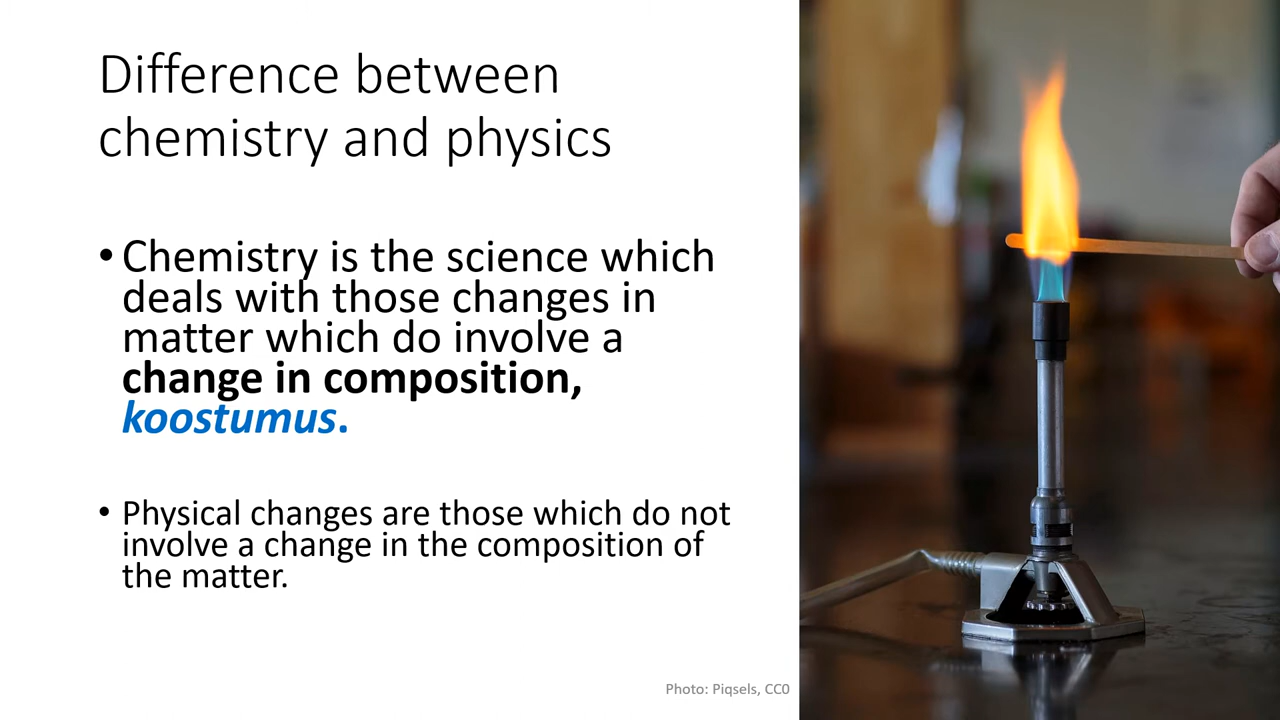 Difference between
chemistry and physics
• Chemistry is the science which
deals with those changes in
matter which do involve a
change in composition,
koostumus.
• Physical changes are those which do not
involve a change in the composition of
the matter.
Photo: Piqsels, CC0